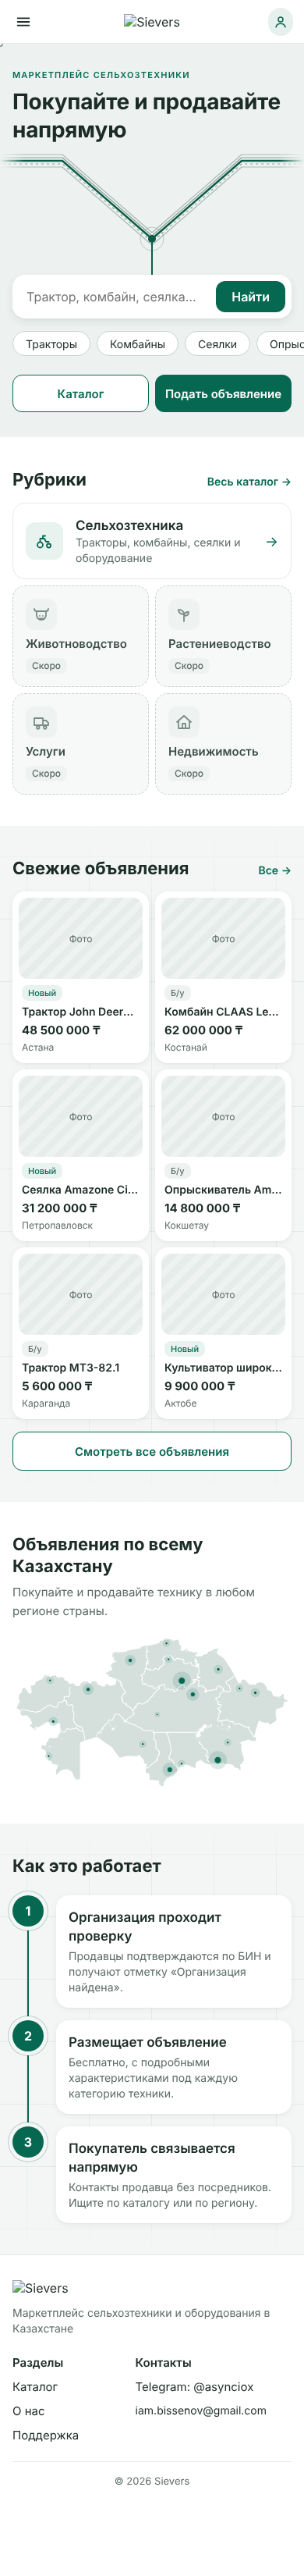 Sievers
МАРКЕТПЛЕЙС СЕЛЬХОЗТЕХНИКИ
Покупайте и продавайте
напрямую
Трактор, комбайн, сеялка...
Найти
Тракторы
Комбайны
Сеялки
Опрыс
Каталог
Подать объявление
Рубрики
Весь каталог →
Сельхозтехника
Тракторы, комбайны, сеялки и
оборудование
→
Животноводство
Скоро
Растениеводство
Скоро
Услуги
Скоро
Недвижимость
Скоро
Свежие объявления
Все →
Фото
Новый
Трактор John Deer...
48 500 000 ₸
Астана
Фото
Б/у
Комбайн CLAAS Le...
62 000 000 ₸
Костанай
Фото
Новый
Сеялка Amazone Ci...
31 200 000 ₸
Петропавловск
Фото
Б/у
Опрыскиватель Am...
14 800 000 ₸
Кокшетау
Фото
Б/у
Трактор МТЗ-82.1
5 600 000 ₸
Караганда
Фото
Новый
Культиватор широк...
9 900 000 ₸
Актобе
Смотреть все объявления
Объявления по всему
Казахстану
Покупайте и продавайте технику в любом
регионе страны.
Как это работает
1
Организация проходит
проверку
Продавцы подтверждаются по БИН и
получают отметку «Организация
найдена».
2
Размещает объявление
Бесплатно, с подробными
характеристиками под каждую
категорию техники.
3
Покупатель связывается
напрямую
Контакты продавца без посредников.
Ищите по каталогу или по региону.
Sievers
Маркетплейс сельхозтехники и оборудования в
Казахстане
Разделы
Каталог
О нас
Поддержка
Контакты
Telegram: @asynciox
iam.bissenov@gmail.com
© 2026 Sievers